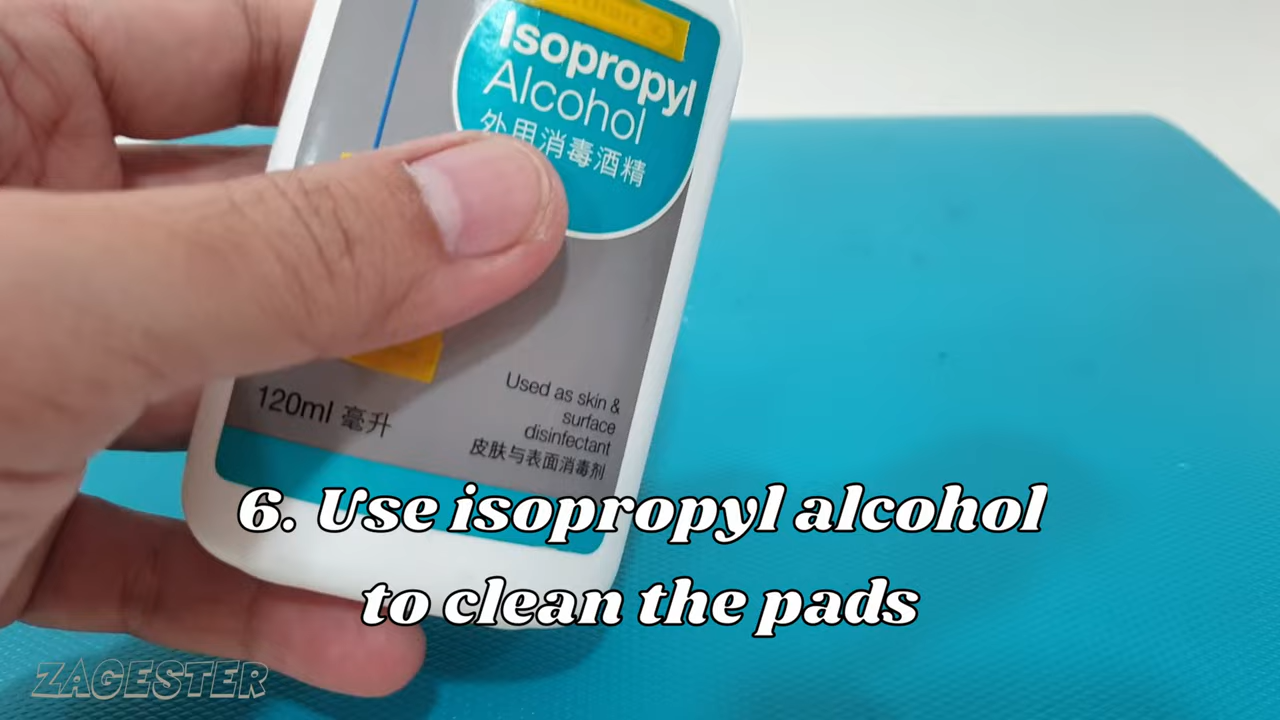 Isopropyl
Alcohol
外用消毒酒精
120ml 毫升
Used as skin &
surface
disinfectant
皮肤与表面消毒剂
6. Use isopropyl alcohol
to clean the pads
ZAGESTER